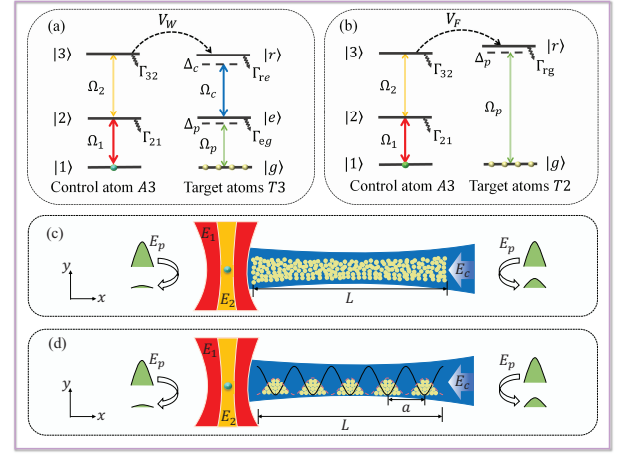 (a)
V_W
|3⟩
|r⟩
Δ_c
Γ_32
Γ_re
Ω_2
Ω_c
|2⟩
|e⟩
Δ_p
Ω_1
Γ_21
Ω_p
Γ_eg
|1⟩
|g⟩
Control atom A3
Target atoms T3
(b)
V_F
|3⟩
|r⟩
Δ_p
Γ_32
Γ_rg
Ω_2
Ω_p
|2⟩
Ω_1
Γ_21
|1⟩
|g⟩
Control atom A3
Target atoms T2
(c)
E_p
E_1
E_p
y
E_c
x
E_2
L
(d)
E_p
E_1
E_p
y
E_c
x
E_2
a
L